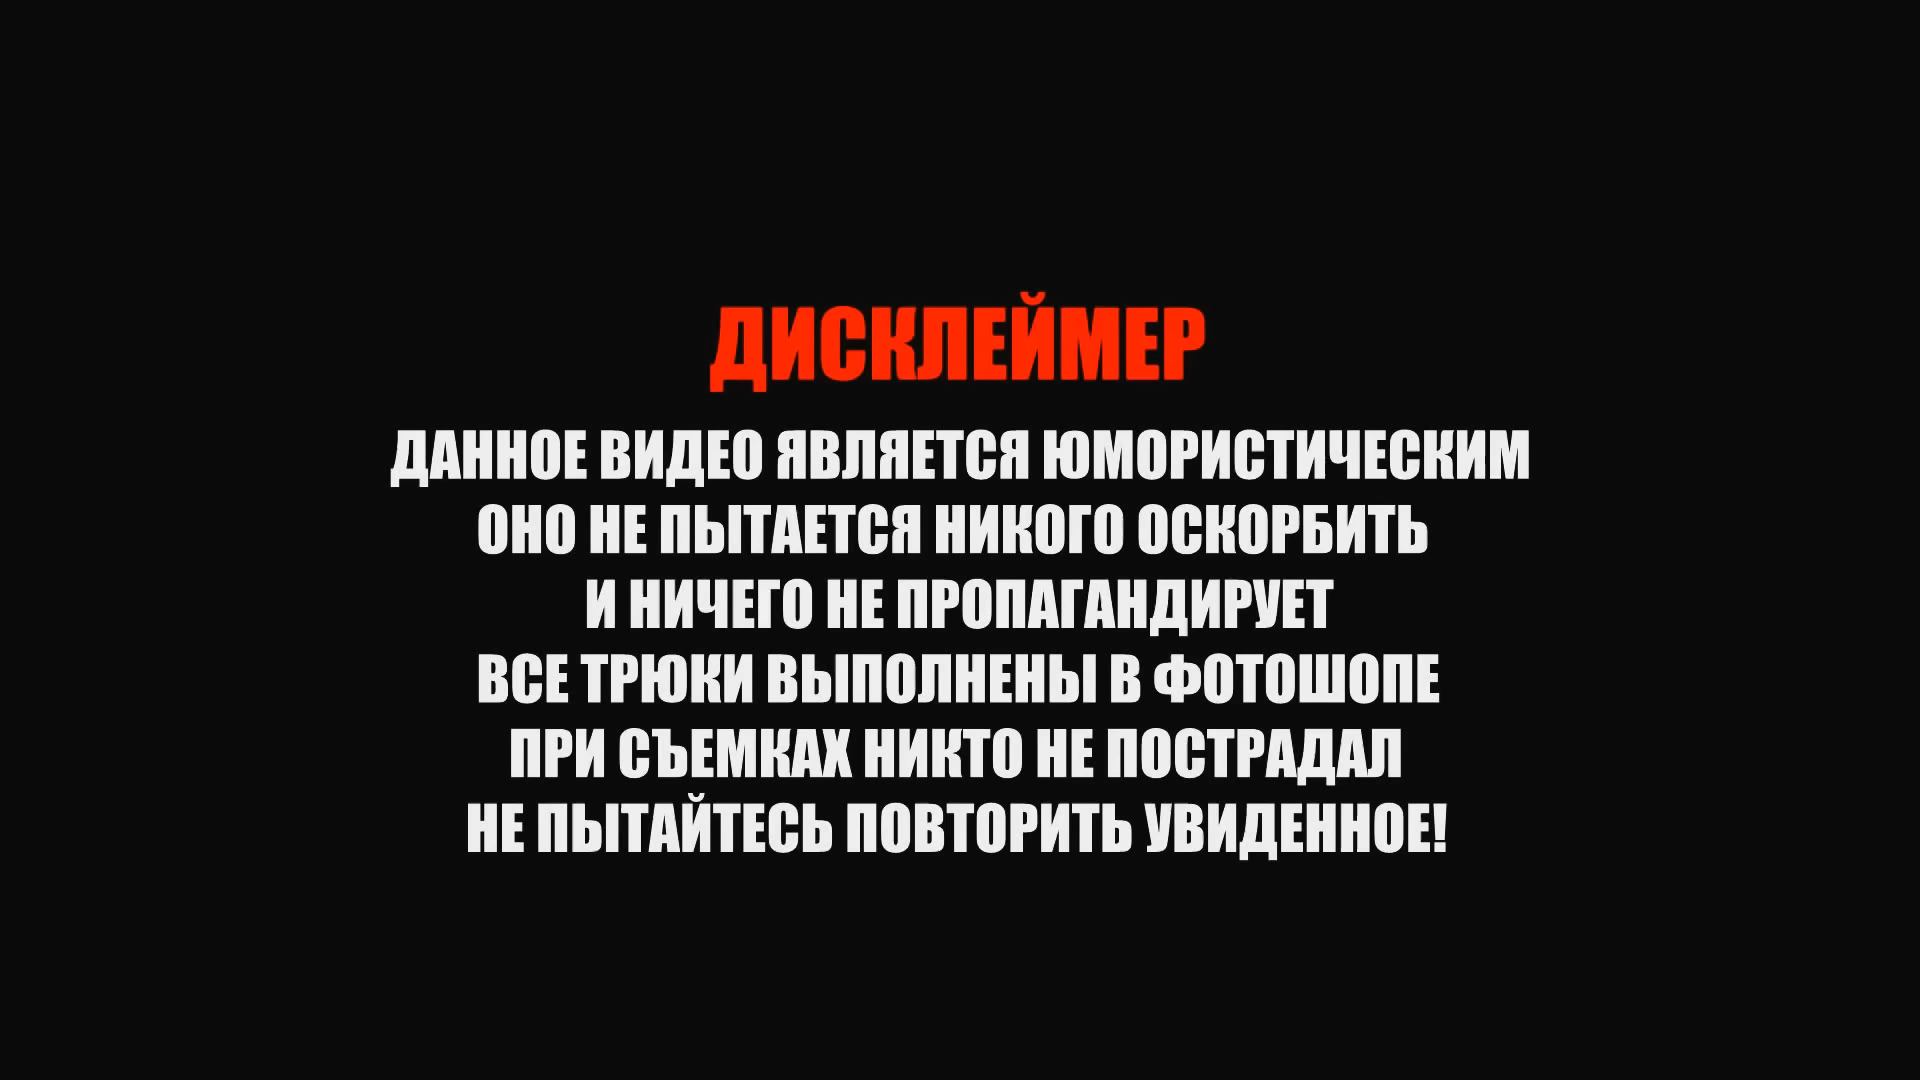 ДИСКЛЕЙМЕР
ДАННОЕ ВИДЕО ЯВЛЯЕТСЯ ЮМОРИСТИЧЕСКИМ
ОНО НЕ ПЫТАЕТСЯ НИКОГО ОСКОРБИТЬ
И НИЧЕГО НЕ ПРОПАГАНДИРУЕТ
ВСЕ ТРЮКИ ВЫПОЛНЕНЫ В ФОТОШОПЕ
ПРИ СЪЕМКАХ НИКТО НЕ ПОСТРАДАЛ
НЕ ПЫТАЙТЕСЬ ПОВТОРИТЬ УВИДЕННОЕ!